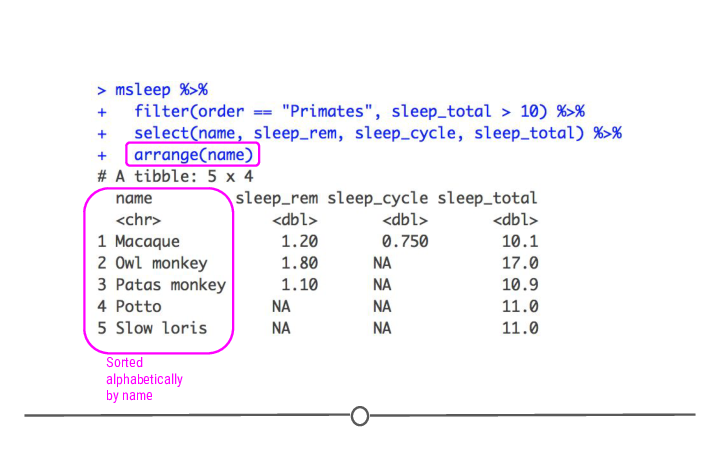 > msleep %>%
+   filter(order == "Primates", sleep_total > 10) %>%
+   select(name, sleep_rem, sleep_cycle, sleep_total) %>%
+   arrange(name)
# A tibble: 5 x 4
  name         sleep_rem sleep_cycle sleep_total
  <chr>            <dbl>       <dbl>       <dbl>
1 Macaque           1.20       0.750        10.1
2 Owl monkey        1.80      NA            17.0
3 Patas monkey      1.10      NA            10.9
4 Potto            NA         NA            11.0
5 Slow loris       NA         NA            11.0
Sorted
alphabetically
by name